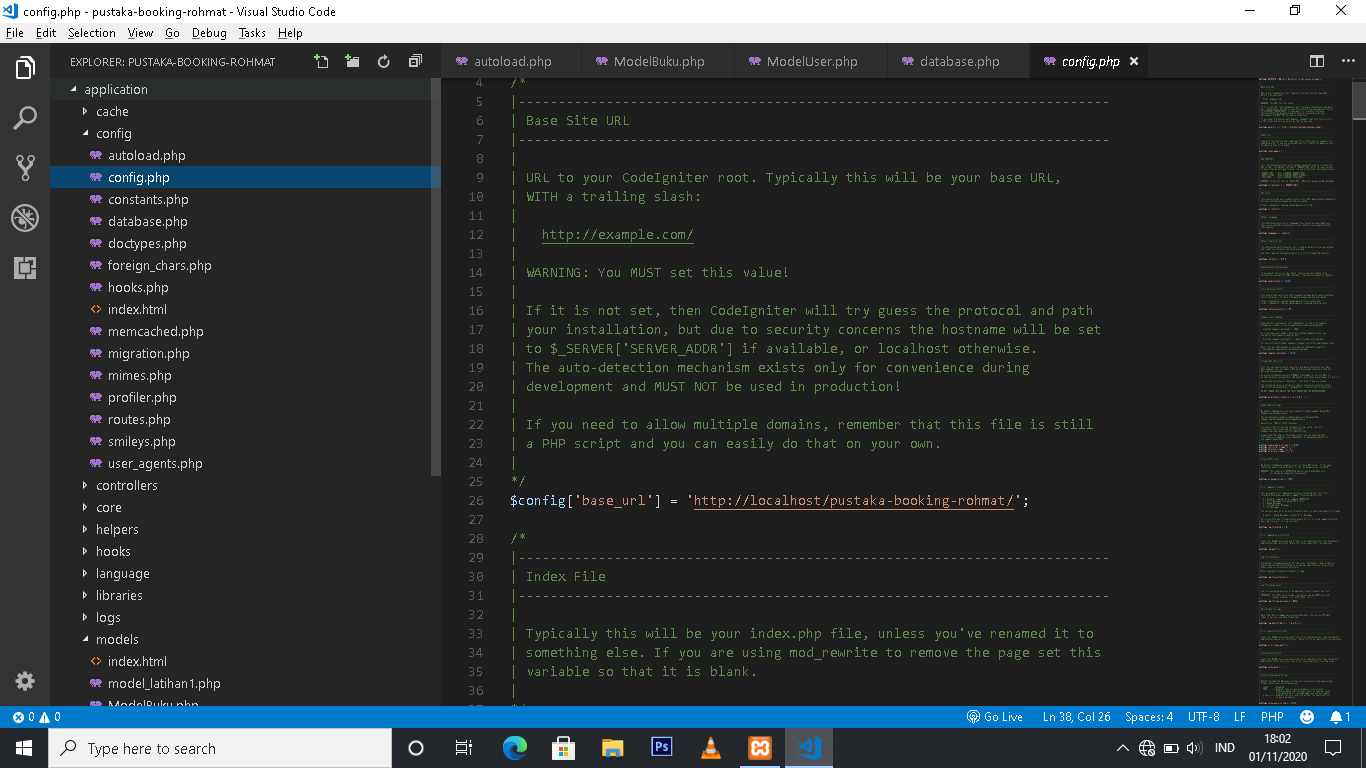 config.php - pustaka-booking-rohmat - Visual Studio Code
File Edit Selection View Go Debug Tasks Help
EXPLORER: PUSTAKA-BOOKING-ROHMAT
application
cache
config
autoload.php
config.php
constants.php
database.php
doctypes.php
foreign_chars.php
hooks.php
index.html
memcached.php
migration.php
mimes.php
profiler.php
routes.php
smileys.php
user_agents.php
controllers
core
helpers
hooks
language
libraries
logs
models
index.html
model_latihan1.php
ModelBuku.php
autoload.php ModelBuku.php ModelUser.php database.php config.php
4 /*
5 |--------------------------------------------------------------------------
6 | Base Site URL
7 |--------------------------------------------------------------------------
8 |
9 | URL to your CodeIgniter root. Typically this will be your base URL,
10 | WITH a trailing slash:
11 |
12 | http://example.com/
13 |
14 | WARNING: You MUST set this value!
15 |
16 | If it is not set, then CodeIgniter will try guess the protocol and path
17 | your installation, but due to security concerns the hostname will be set
18 | to $_SERVER['SERVER_ADDR'] if available, or localhost otherwise.
19 | The auto-detection mechanism exists only for convenience during
20 | development and MUST NOT be used in production!
21 |
22 | If you need to allow multiple domains, remember that this file is still
23 | a PHP script and you can easily do that on your own.
24 |
25 */
26 $config['base_url'] = 'http://localhost/pustaka-booking-rohmat/';
27
28 /*
29 |--------------------------------------------------------------------------
30 | Index File
31 |--------------------------------------------------------------------------
32 |
33 | Typically this will be your index.php file, unless you've renamed it to
34 | something else. If you are using mod_rewrite to remove the page set this
35 | variable so that it is blank.
36 |
37 */
0 0 Go Live Ln 38, Col 26 Spaces: 4 UTF-8 LF PHP 1
Type here to search
Ps
IND
18:02
01/11/2020